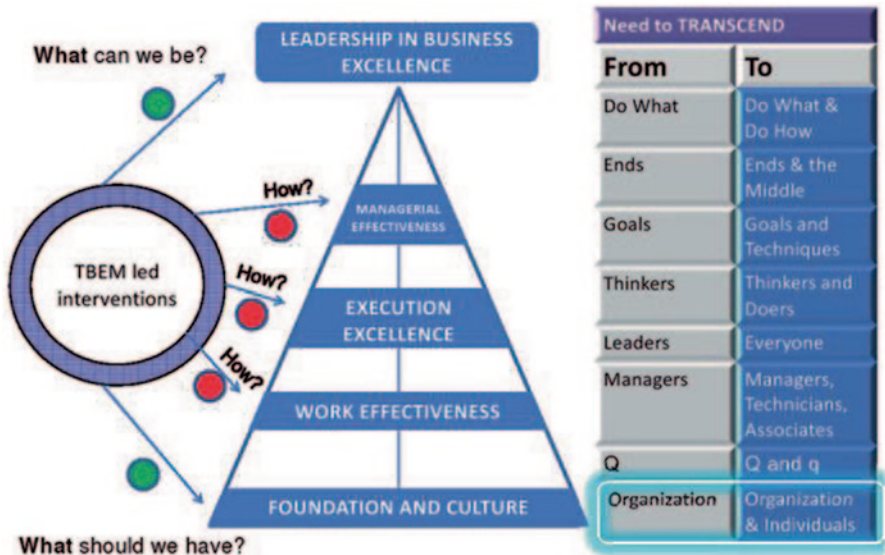 What can we be?
LEADERSHIP IN BUSINESS
EXCELLENCE
How?
MANAGERIAL
EFFECTIVENESS
TBEM led
interventions
How?
EXECUTION
EXCELLENCE
How?
WORK EFFECTIVENESS
FOUNDATION AND CULTURE
What should we have?
Need to TRANSCEND
From To
Do What Do What &
Do How
Ends Ends & the
Middle
Goals Goals and
Techniques
Thinkers Thinkers and
Doers
Leaders Everyone
Managers Managers,
Technicians,
Associates
Q Q and q
Organization Organization
& Individuals